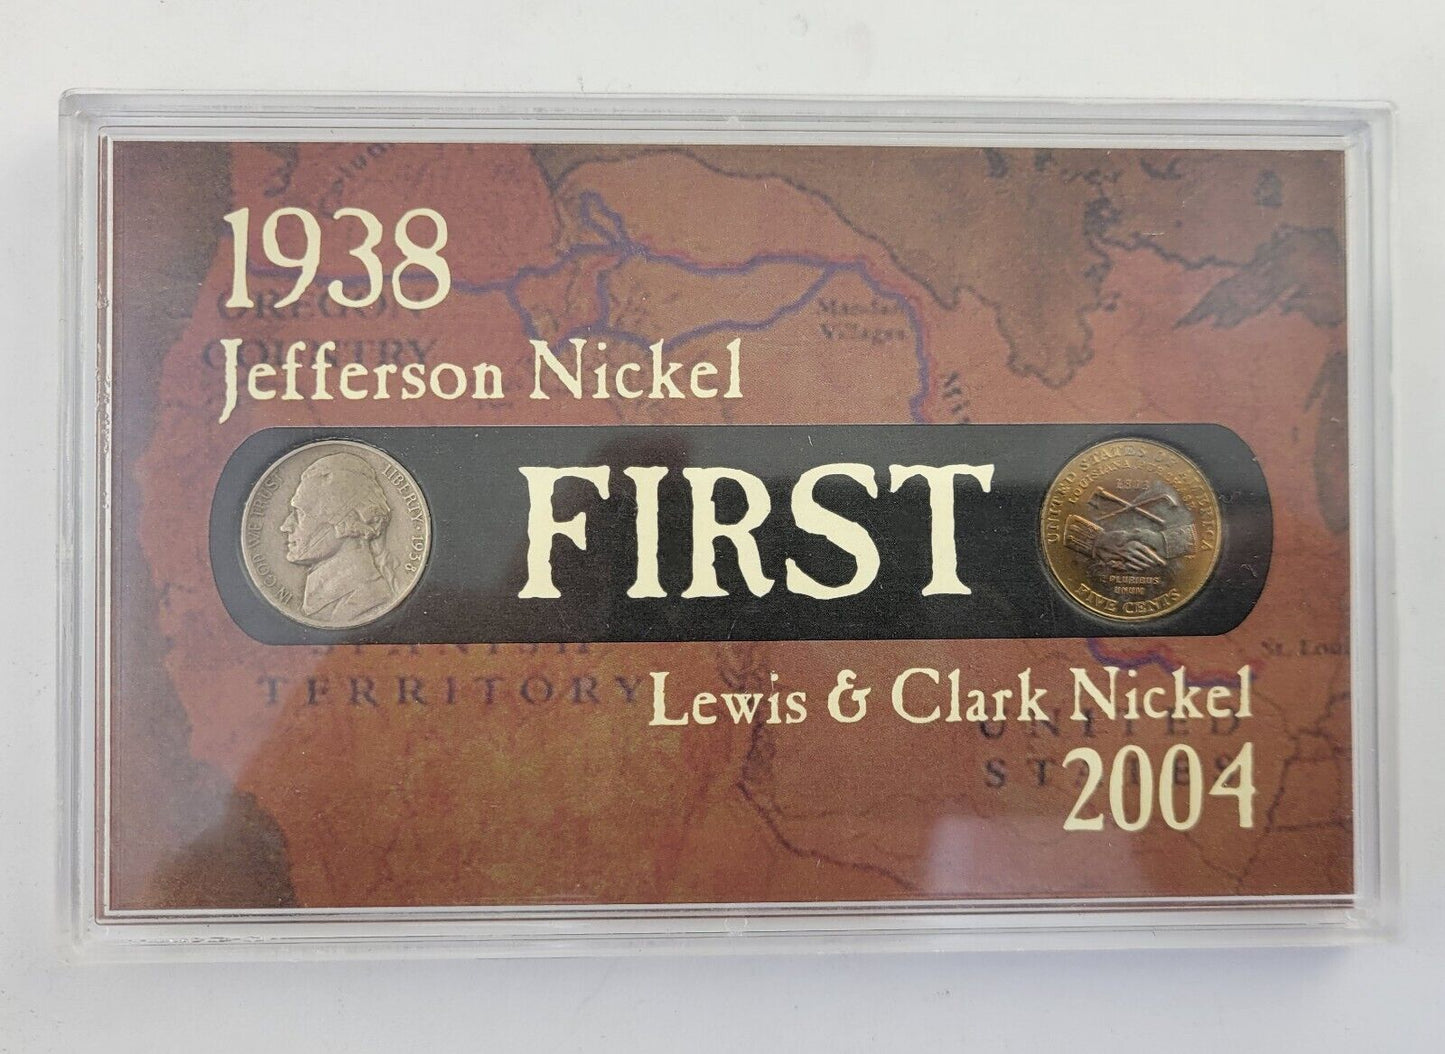 1938
Jefferson Nickel
OREGON
COUNTRY
Mandan
Villages
IN GOD WE TRUST
LIBERTY 1938
FIRST
UNITED STATES OF AMERICA
LOUISIANA PURCHASE
1803
E PLURIBUS
UNUM
FIVE CENTS
SPANISH
TERRITORY
St. Loui
Lewis & Clark Nickel
UNITED
STATES
2004